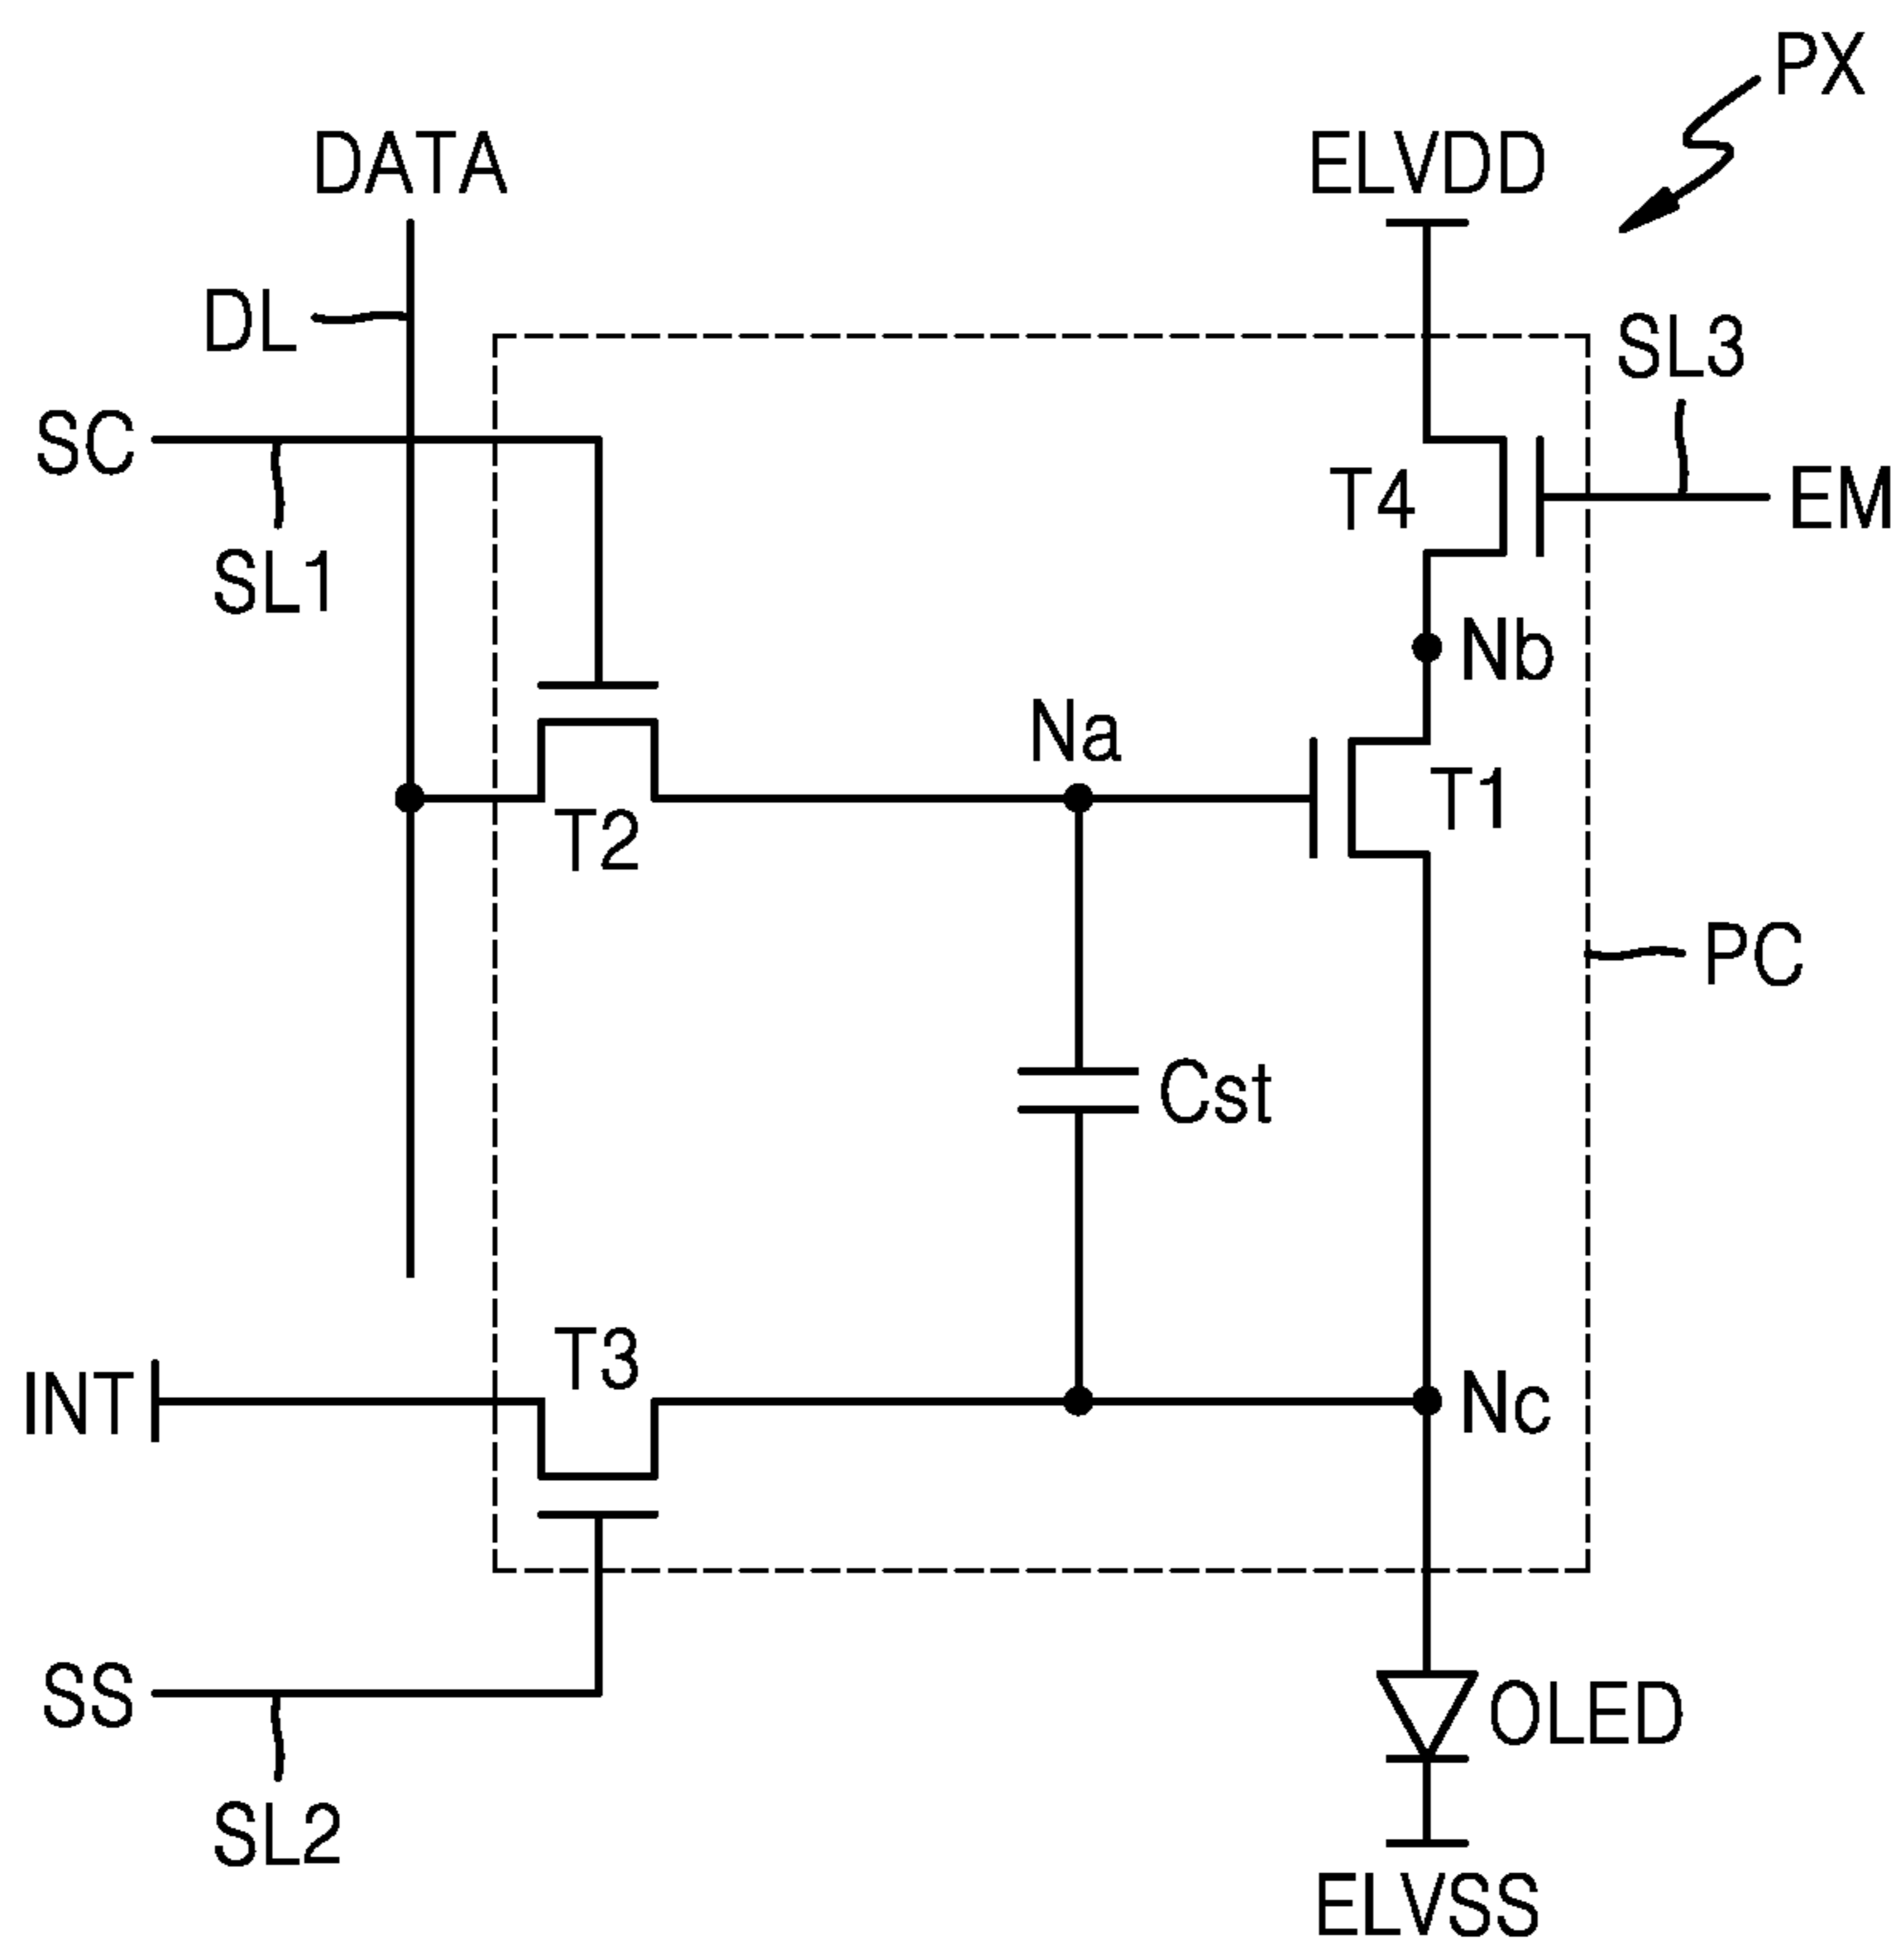 PX
DATA
ELVDD
DL
SL3
SC
T4
EM
SL1
Nb
Na
T1
T2
PC
Cst
T3
INT
Nc
SS
OLED
SL2
ELVSS